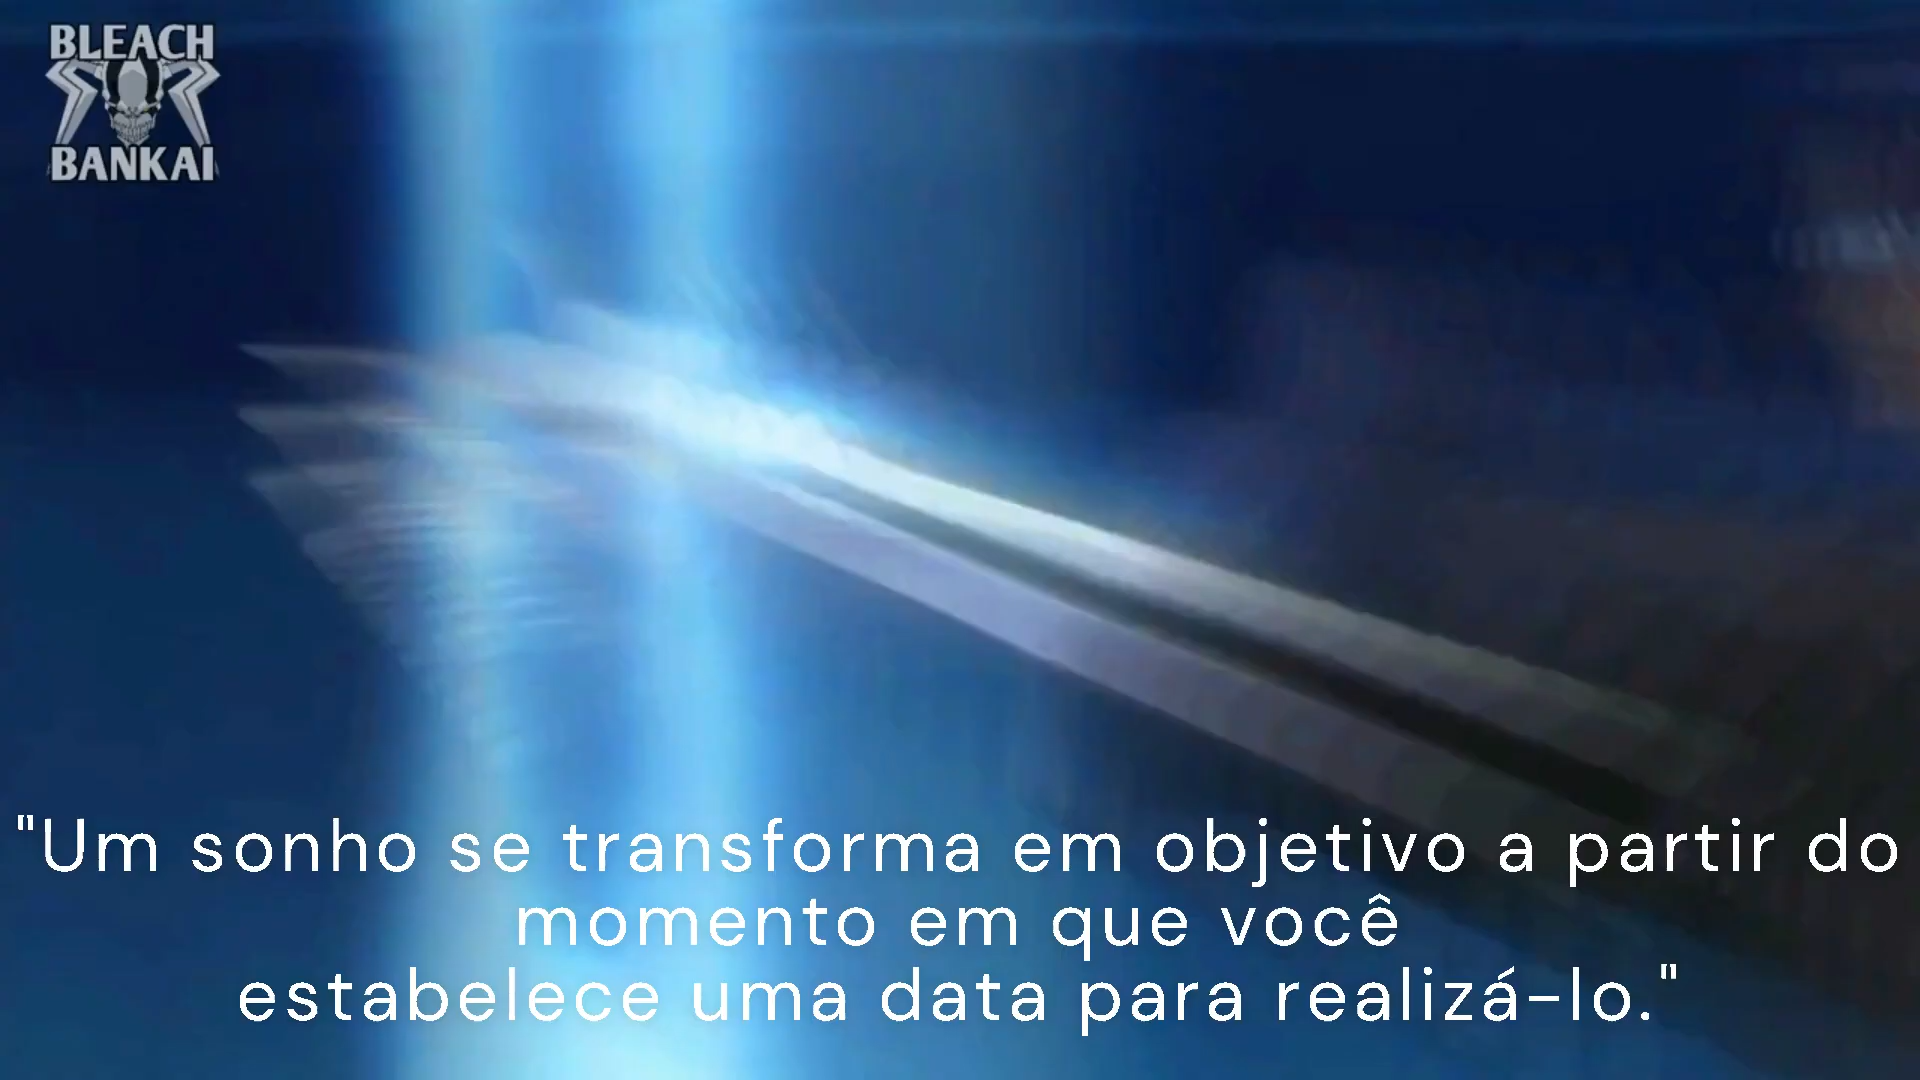 BLEACH
BANKAI
"Um sonho se transforma em objetivo a partir do
momento em que você
estabelece uma data para realizá-lo."